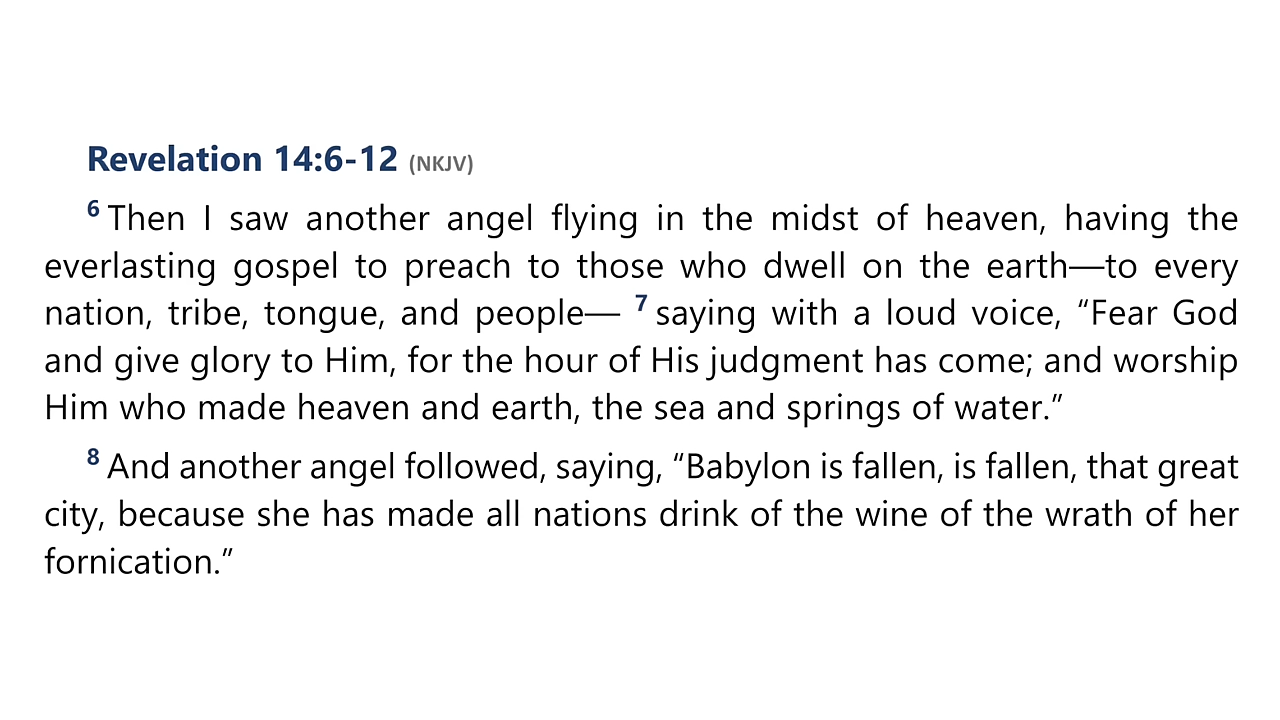 Revelation 14:6-12 (NKJV)
6 Then I saw another angel flying in the midst of heaven, having the
everlasting gospel to preach to those who dwell on the earth—to every
nation, tribe, tongue, and people— 7 saying with a loud voice, “Fear God
and give glory to Him, for the hour of His judgment has come; and worship
Him who made heaven and earth, the sea and springs of water.”
8 And another angel followed, saying, “Babylon is fallen, is fallen, that great
city, because she has made all nations drink of the wine of the wrath of her
fornication.”